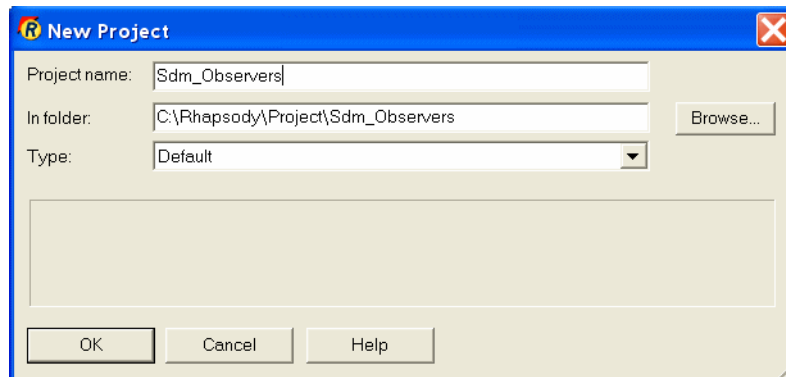 New Project
Project name: Sdm_Observers
In folder: C:\Rhapsody\Project\Sdm_Observers Browse...
Type: Default
OK Cancel Help